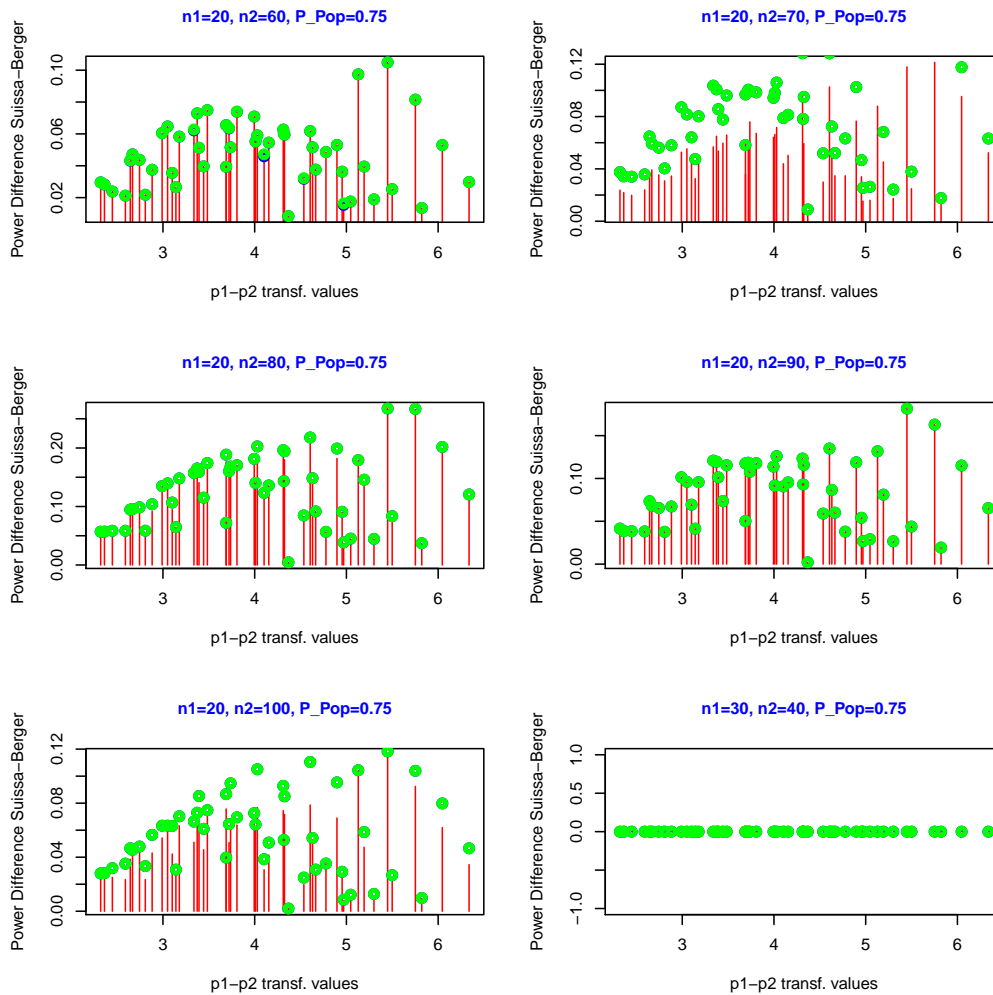 n1=20, n2=60, P_Pop=0.75
Power Difference Suissa−Berger
0.02 0.06 0.10
3 4 5 6
p1−p2 transf. values
n1=20, n2=70, P_Pop=0.75
Power Difference Suissa−Berger
0.00 0.04 0.08 0.12
3 4 5 6
p1−p2 transf. values
n1=20, n2=80, P_Pop=0.75
Power Difference Suissa−Berger
0.00 0.10 0.20
3 4 5 6
p1−p2 transf. values
n1=20, n2=90, P_Pop=0.75
Power Difference Suissa−Berger
0.00 0.10
3 4 5 6
p1−p2 transf. values
n1=20, n2=100, P_Pop=0.75
Power Difference Suissa−Berger
0.00 0.04 0.08 0.12
3 4 5 6
p1−p2 transf. values
n1=30, n2=40, P_Pop=0.75
Power Difference Suissa−Berger
−1.0 0.0 0.5 1.0
3 4 5 6
p1−p2 transf. values